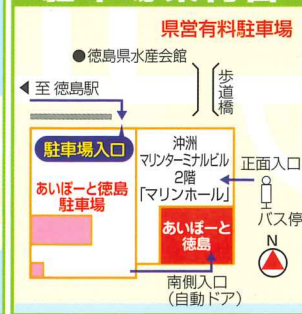 県営有料駐車場
●徳島県水産会館
◀至 徳島駅
歩道橋
駐車場入口
沖洲
マリンターミナルビル
2階
「マリンホール」
正面入口
あいぽーと徳島
駐車場
あいぽーと
徳島
バス停
N
南側入口
（自動ドア）